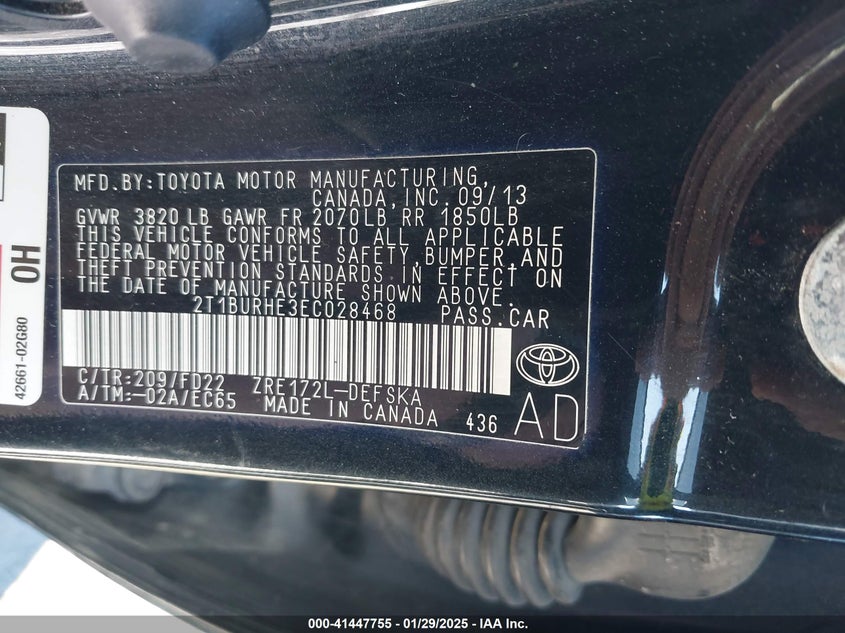 MFD.BY:TOYOTA MOTOR MANUFACTURING,
CANADA,INC.09/13
GVWR 3820 LB GAWR FR 2070LB RR 1850LB
THIS VEHICLE CONFORMS TO ALL APPLICABLE
FEDERAL MOTOR VEHICLE SAFETY,BUMPER,AND
THEFT PREVENTION STANDARDS IN EFFECT ON
THE DATE OF MANUFACTURE SHOWN ABOVE.
2T1BURHE3EC028468 PASS.CAR
C/TR:209/FD22 ZRE172L-DEFSKA
A/TM:-02A/EC65 MADE IN CANADA 436
AD
42661-02G80
OH
000-41447755 - 01/29/2025 - IAA Inc.